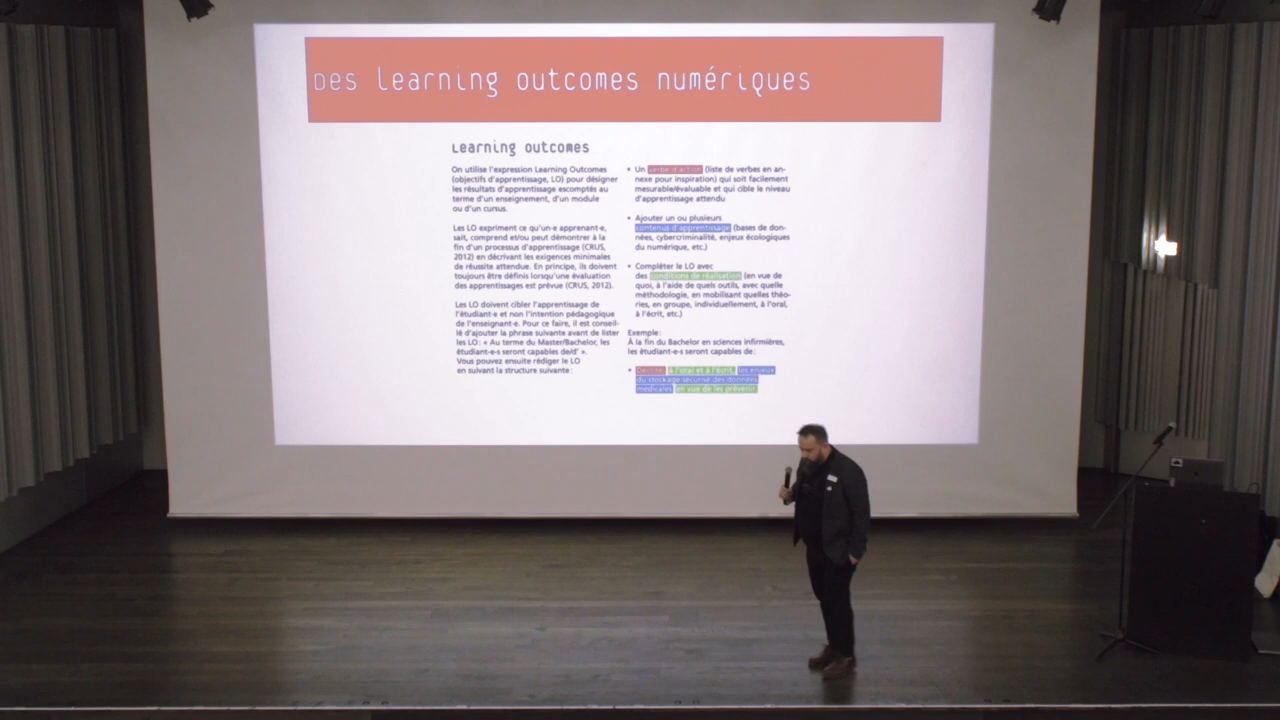 Des Learning outcomes numériques
Learning outcomes
On utilise l'expression Learning Outcomes
(objectifs d'apprentissage, LO) pour désigner
les résultats d'apprentissage escomptés au
terme d'un enseignement, d'un module
ou d'un cursus.
Les LO expriment ce qu'un·e apprenant·e,
sait, comprend et/ou peut démontrer à la
fin d'un processus d'apprentissage (CRUS,
2012) en décrivant les exigences minimales
de réussite attendue. En principe, ils doivent
toujours être définis lorsqu'une évaluation
des apprentissages est prévue (CRUS, 2012).
Les LO doivent cibler l'apprentissage de
l'étudiant·e et non l'intention pédagogique
de l'enseignant·e. Pour ce faire, il est conseil-
lé d'ajouter la phrase suivante avant de lister
les LO : « Au terme du Master/Bachelor, les
étudiant-e-s seront capables de/d' ».
Vous pouvez ensuite rédiger le LO
en suivant la structure suivante :
• Un verbe d'action (liste de verbes en an-
nexe pour inspiration) qui soit facilement
mesurable/évaluable et qui cible le niveau
d'apprentissage attendu
• Ajouter un ou plusieurs
contenus d'apprentissage (bases de don-
nées, cybercriminalité, enjeux écologiques
du numérique, etc.)
• Compléter le LO avec
des conditions de réalisation (en vue de
quoi, à l'aide de quels outils, avec quelle
méthodologie, en mobilisant quelles théo-
ries, en groupe, individuellement, à l'oral,
à l'écrit, etc.)
Exemple :
À la fin du Bachelor en sciences infirmières,
les étudiant-e-s seront capables de :
• Décrire, à l'oral et à l'écrit, les enjeux
du stockage sécurisé des données
médicales en vue de les prévenir.